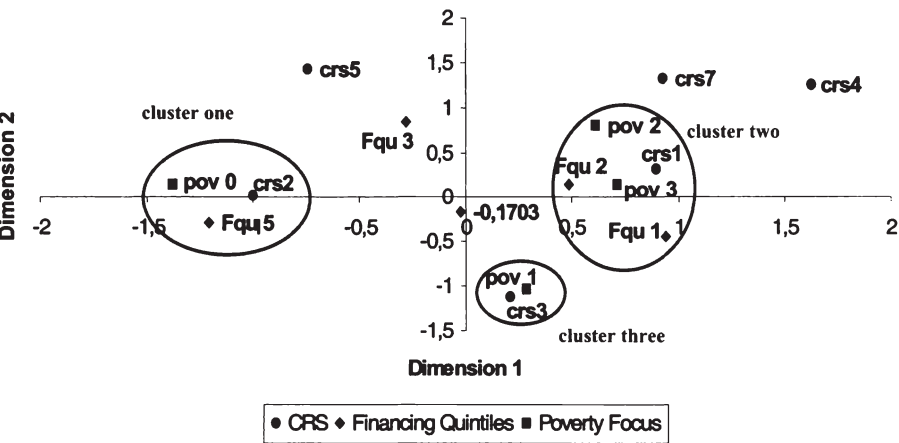 2
1,5
1
0,5
0
-0,5
-1
-1,5
-2
-1,5
-0,5
0
0,5
1
1,5
2
Dimension 2
Dimension 1
crs5
crs7
crs4
cluster one
Fqu 3
pov 2
cluster two
crs1
Fqu 2
pov 3
pov 0
crs2
Fqu 5
-0,1703
Fqu 1
pov 1
crs3
cluster three
CRS Financing Quintiles Poverty Focus